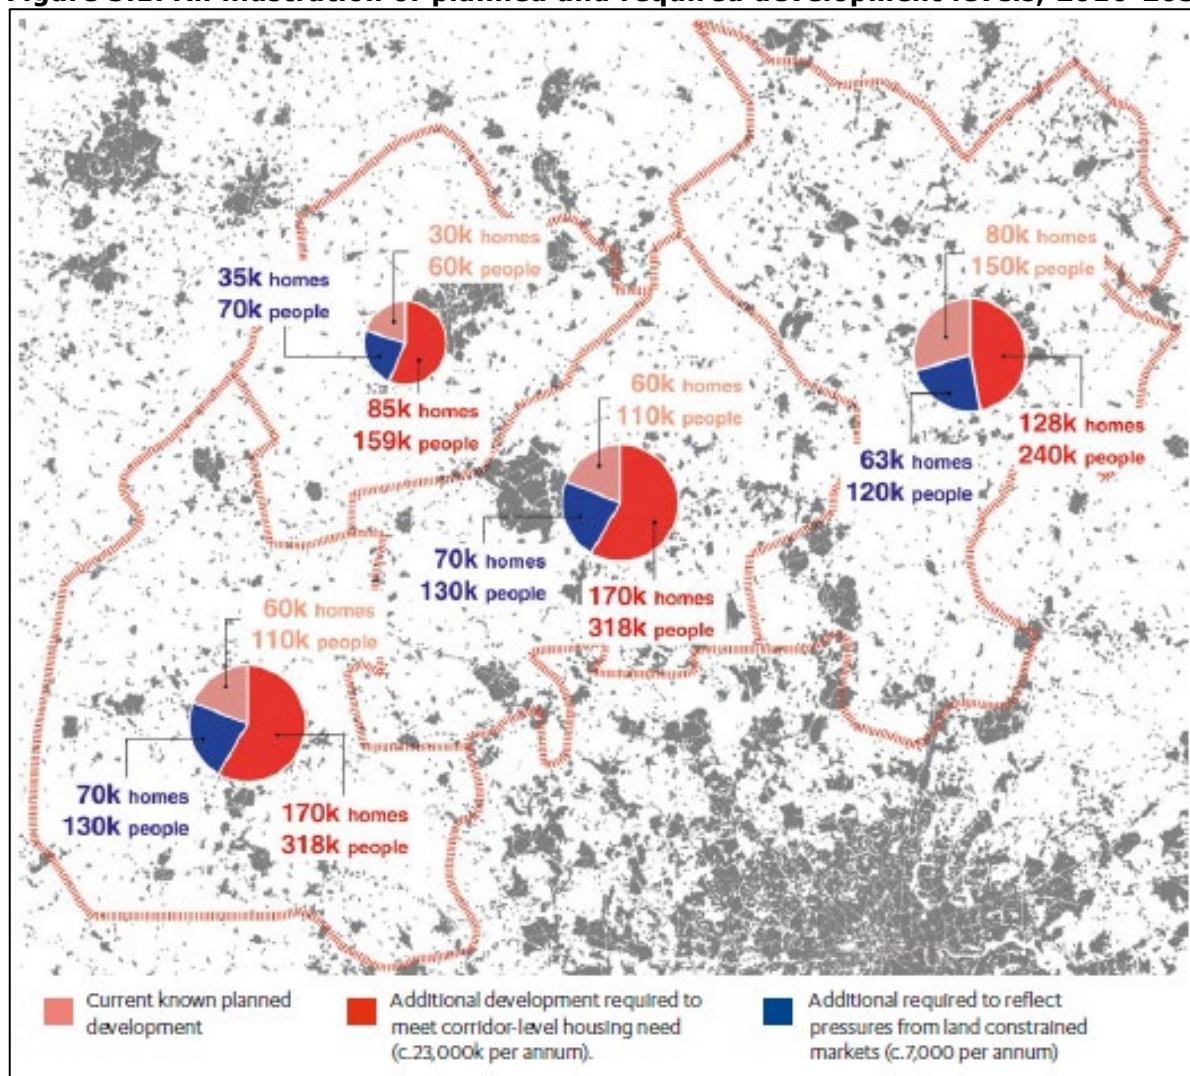 30k homes
60k people
80k homes
150k people
35k homes
70k people
60k homes
110k people
85k homes
159k people
128k homes
240k people
63k homes
120k people
70k homes
130k people
170k homes
318k people
60k homes
110k people
70k homes
130k people
170k homes
318k people
Current known planned
development
Additional development required to
meet corridor-level housing need
(c.23,000k per annum).
Additional required to reflect
pressures from land constrained
markets (c.7,000 per annum)